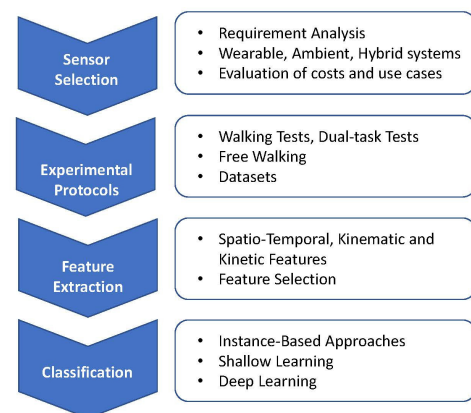 Sensor
Selection
• Requirement Analysis
• Wearable, Ambient, Hybrid systems
• Evaluation of costs and use cases
Experimental
Protocols
• Walking Tests, Dual-task Tests
• Free Walking
• Datasets
Feature
Extraction
• Spatio-Temporal, Kinematic and
Kinetic Features
• Feature Selection
Classification
• Instance-Based Approaches
• Shallow Learning
• Deep Learning